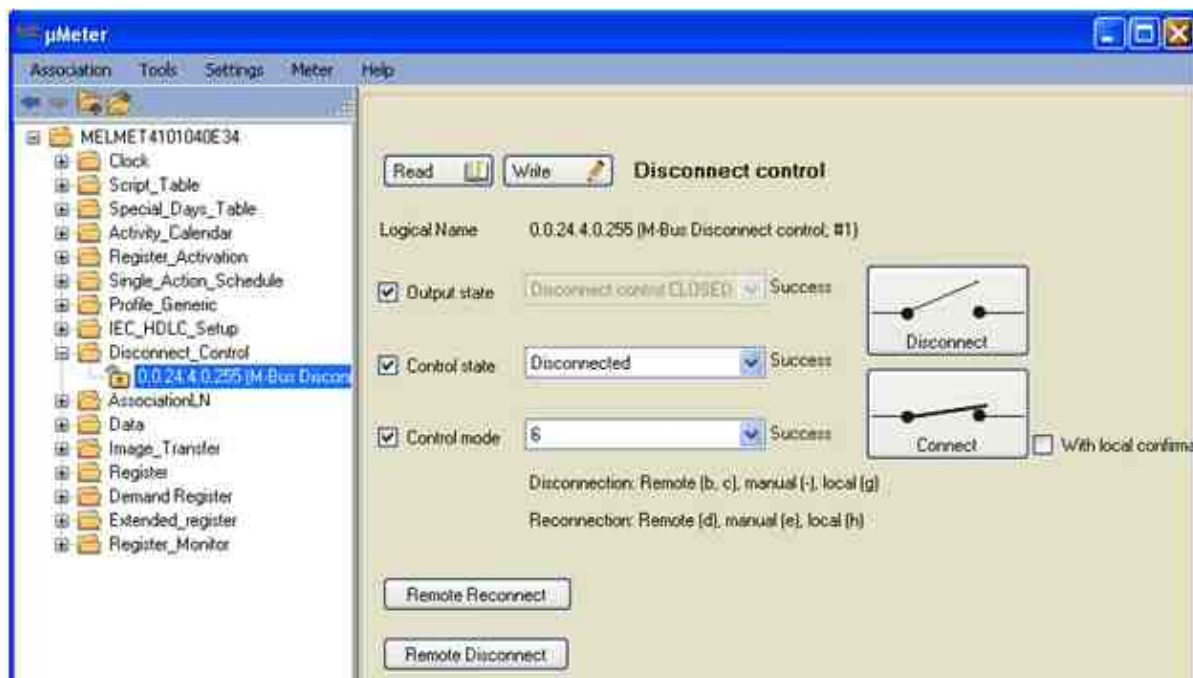 µMeter
Association Tools Settings Meter Help
MELMET4101040E34
Clock
Script_Table
Special_Days_Table
Activity_Calendar
Register_Activation
Single_Action_Schedule
Profile_Generic
IEC_HDLC_Setup
Disconnect_Control
0.0.24.4.0.255 (M-Bus Discon
AssociationLN
Data
Image_Transfer
Register
Demand Register
Extended_register
Register_Monitor
Read Write Disconnect control
Logical Name 0.0.24.4.0.255 (M-Bus Disconnect control; #1)
Output state Disconnect control CLOSED Success
Disconnect
Control state Disconnected Success
Control mode 6 Success
Connect
With local confirma
Disconnection: Remote (b, c), manual (-), local (g)
Reconnection: Remote (d), manual (e), local (h)
Remote Reconnect
Remote Disconnect